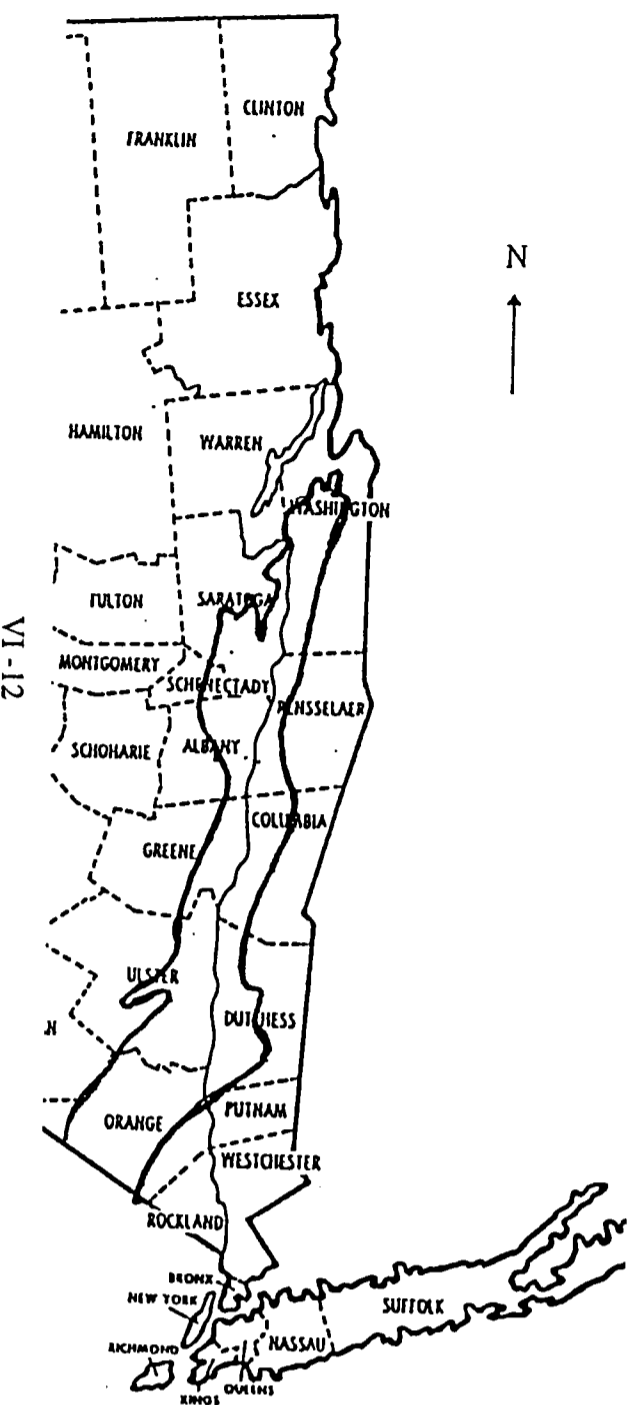 CLINTON
FRANKLIN
N
ESSEX
HAMILTON
WARREN
WASHINGTON
FULTON
SARATOGA
MONTGOMERY
SCHENECTADY
RENSSELAER
SCHOHARIE
ALBANY
COLUMBIA
GREENE
ULSTER
H
DUTCHESS
ORANGE
PUTNAM
WESTCHESTER
ROCKLAND
BRONX
NEW YORK
SUFFOLK
NASSAU
RICHMOND
QUEENS
KINGS
VI-12